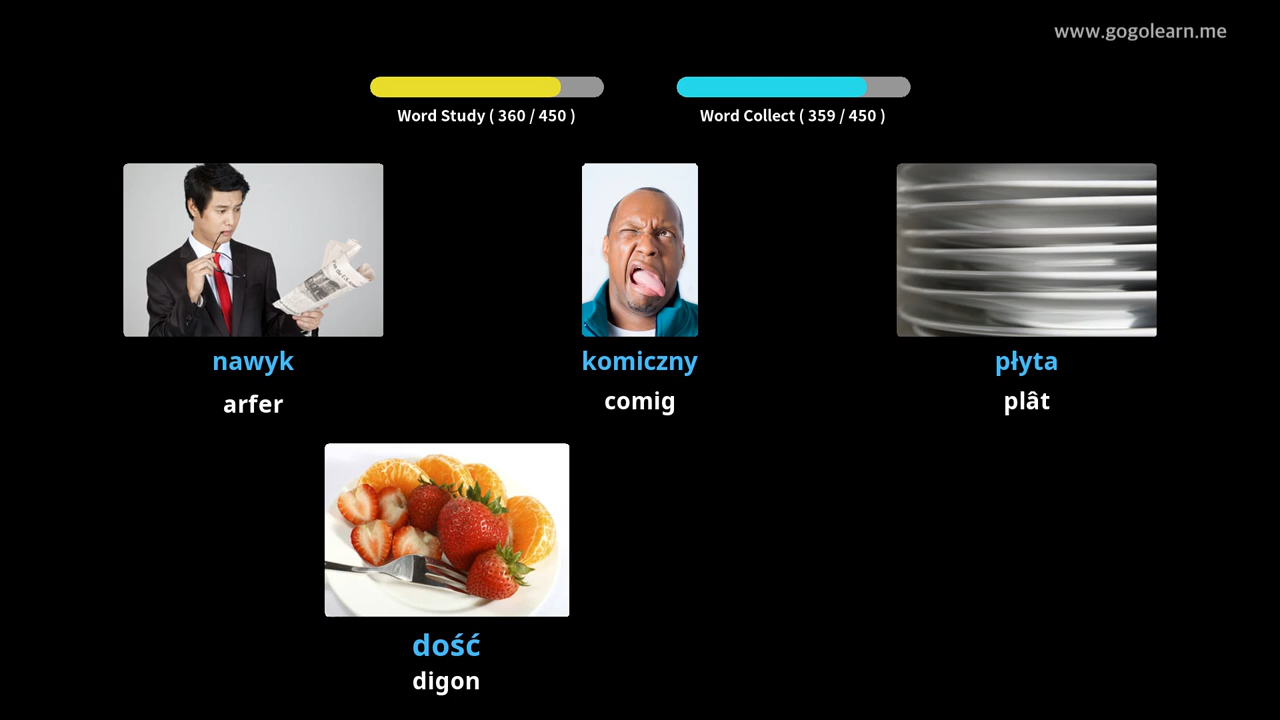 www.gogolearn.me
Word Study ( 360 / 450 )
Word Collect ( 359 / 450 )
nawyk
arfer
komiczny
comig
płyta
plât
dość
digon